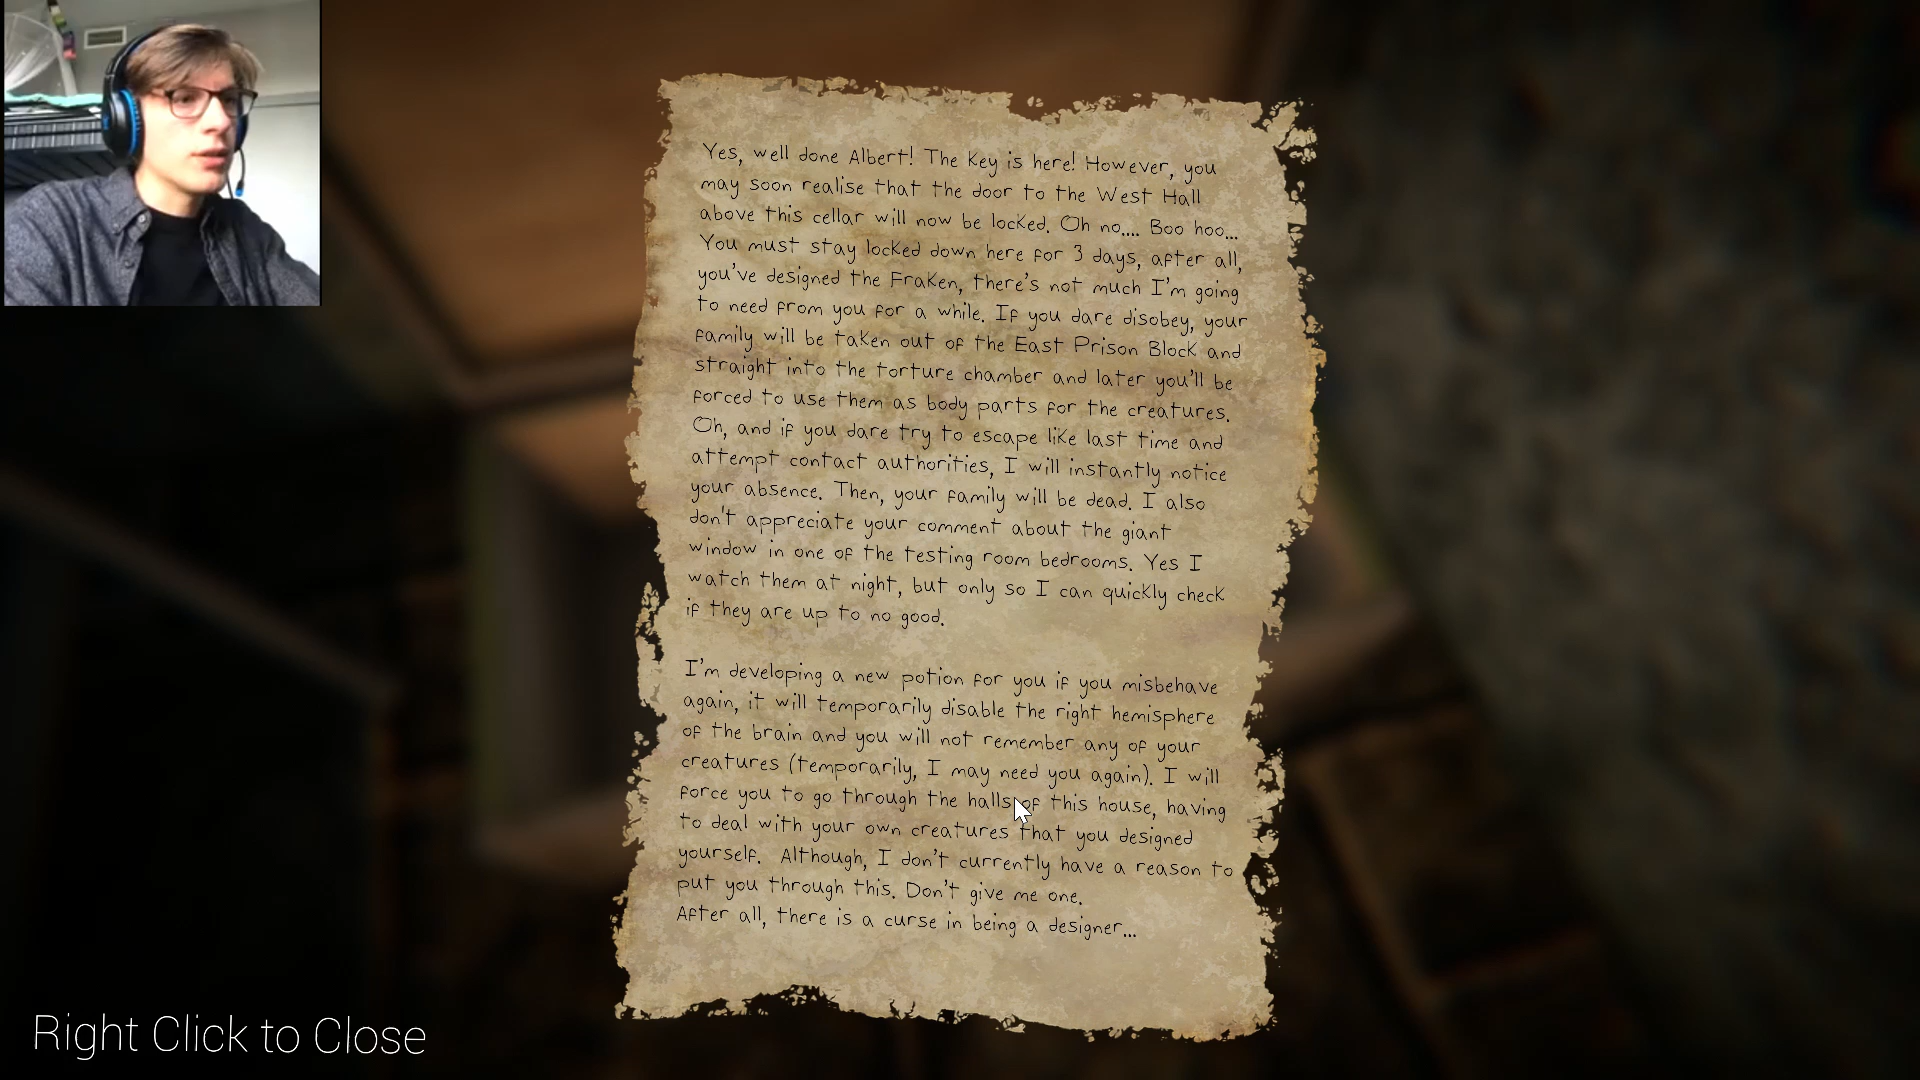 Yes, well done Albert! The Key is here! However, you
may soon realise that the door to the West Hall
above this cellar will now be locked. Oh no.... Boo hoo...
You must stay locked down here for 3 days, after all,
you've designed the Fraken, there's not much I'm going
to need from you for a while. If you dare disobey, your
family will be taken out of the East Prison Block and
straight into the torture chamber and later you'll be
forced to use them as body parts for the creatures.
Oh, and if you dare try to escape like last time and
attempt contact authorities, I will instantly notice
your absence. Then, your family will be dead. I also
don't appreciate your comment about the giant
window in one of the testing room bedrooms. Yes I
watch them at night, but only so I can quickly check
if they are up to no good.
I'm developing a new potion for you if you misbehave
again, it will temporarily disable the right hemisphere
of the brain and you will not remember any of your
creatures (temporarily, I may need you again). I will
force you to go through the halls of this house, having
to deal with your own creatures that you designed
yourself. Although, I don't currently have a reason to
put you through this. Don't give me one.
After all, there is a curse in being a designer...
Right Click to Close